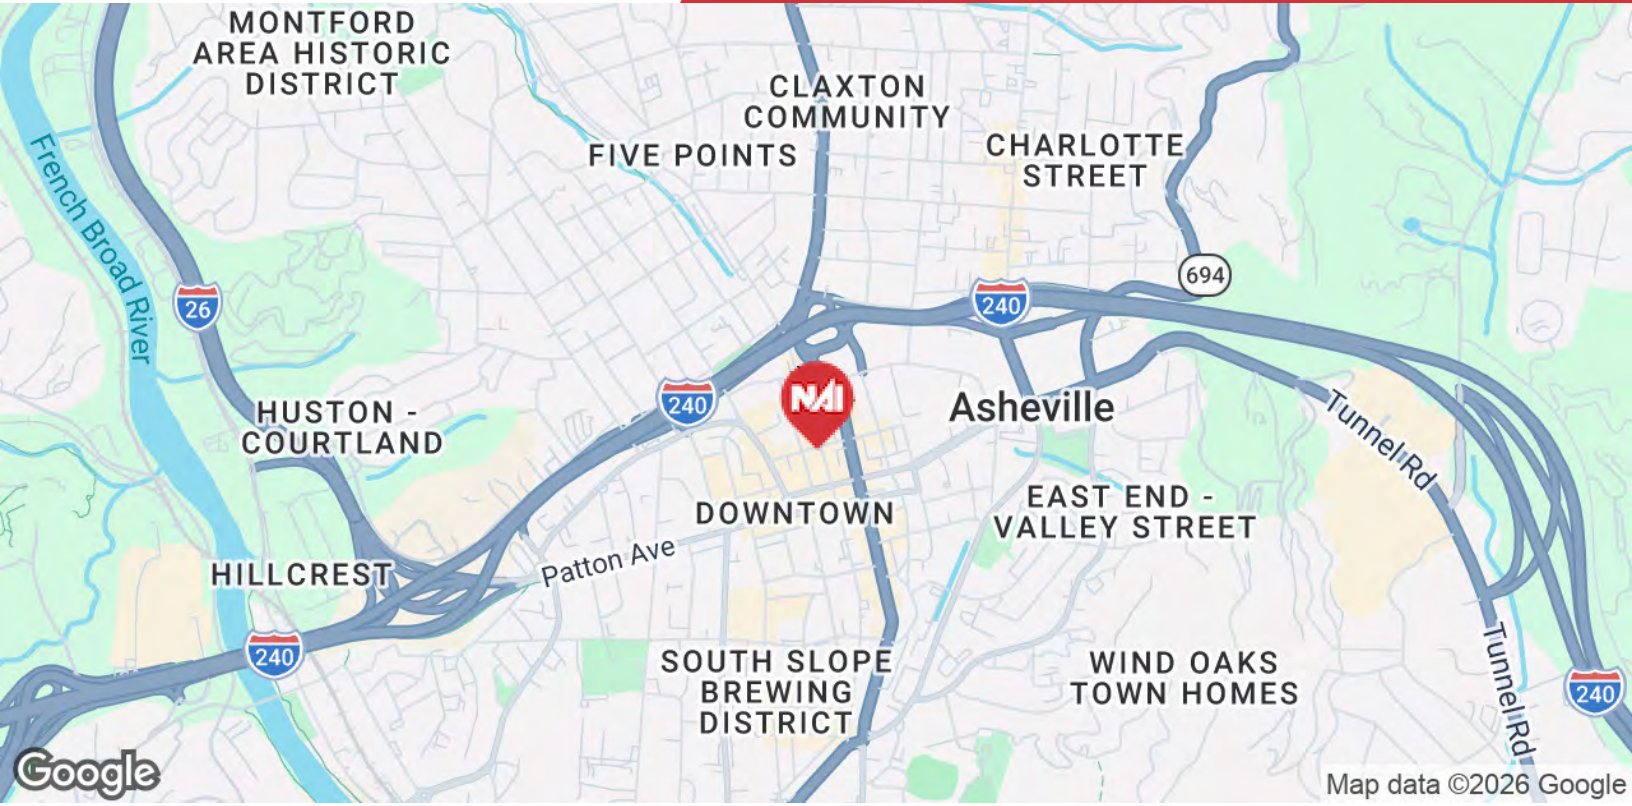 MONTFORD
AREA HISTORIC
DISTRICT
CLAXTON
COMMUNITY
FIVE POINTS
CHARLOTTE
STREET
French Broad River
694
26
240
240
NAI
Asheville
HUSTON -
COURTLAND
Tunnel Rd
DOWNTOWN
EAST END -
VALLEY STREET
Patton Ave
HILLCREST
240
SOUTH SLOPE
BREWING
DISTRICT
WIND OAKS
TOWN HOMES
Tunnel Rd
240
Google
Map data ©2026 Google